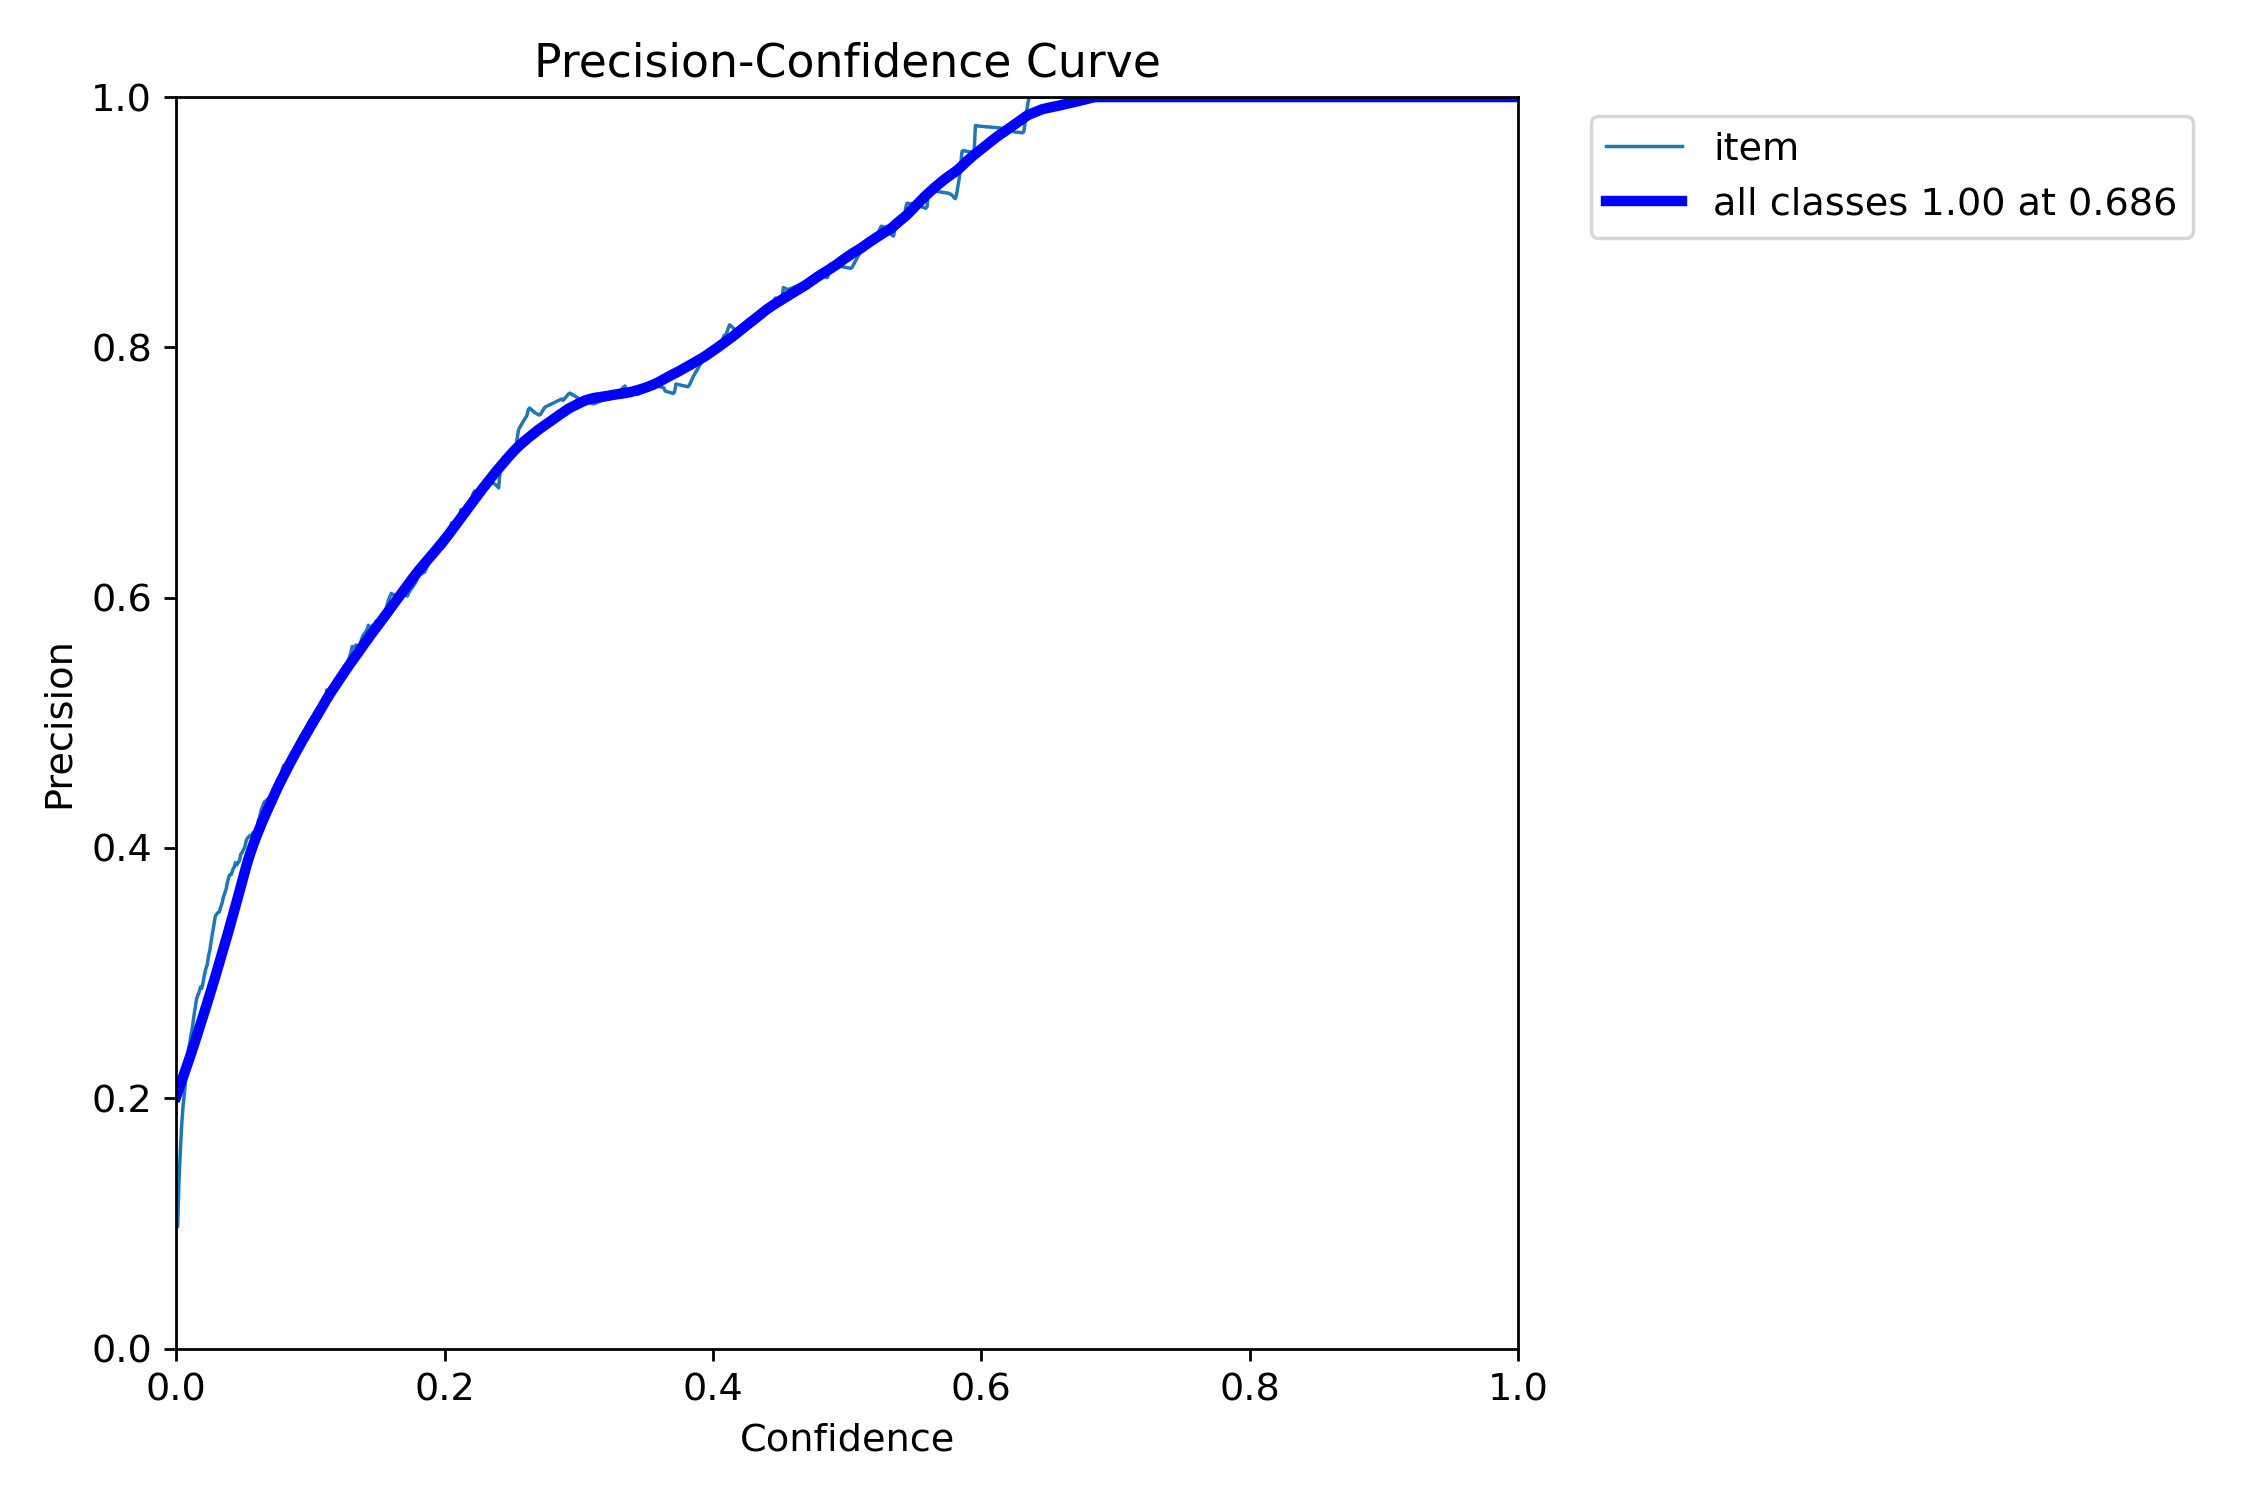 Precision-Confidence Curve
1.0
0.8
0.6
0.4
0.2
0.0
Precision
0.0 0.2 0.4 0.6 0.8 1.0
Confidence
item
all classes 1.00 at 0.686